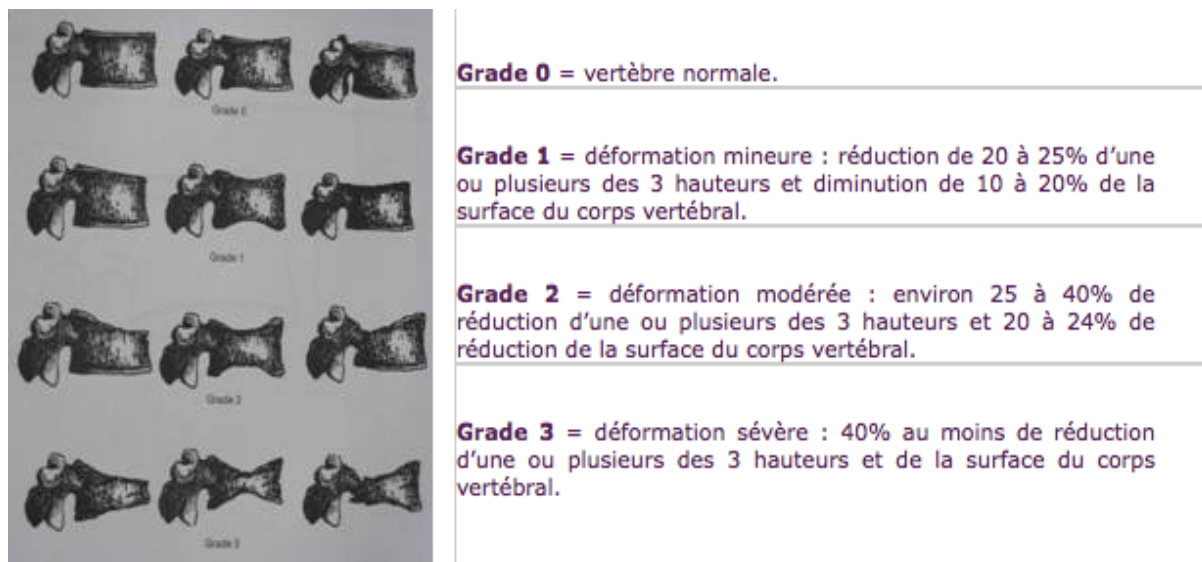 Grade 0
Grade 1
Grade 2
Grade 3
Grade 0 = vertèbre normale.
Grade 1 = déformation mineure : réduction de 20 à 25% d'une
ou plusieurs des 3 hauteurs et diminution de 10 à 20% de la
surface du corps vertébral.
Grade 2 = déformation modérée : environ 25 à 40% de
réduction d'une ou plusieurs des 3 hauteurs et 20 à 24% de
réduction de la surface du corps vertébral.
Grade 3 = déformation sévère : 40% au moins de réduction
d'une ou plusieurs des 3 hauteurs et de la surface du corps
vertébral.